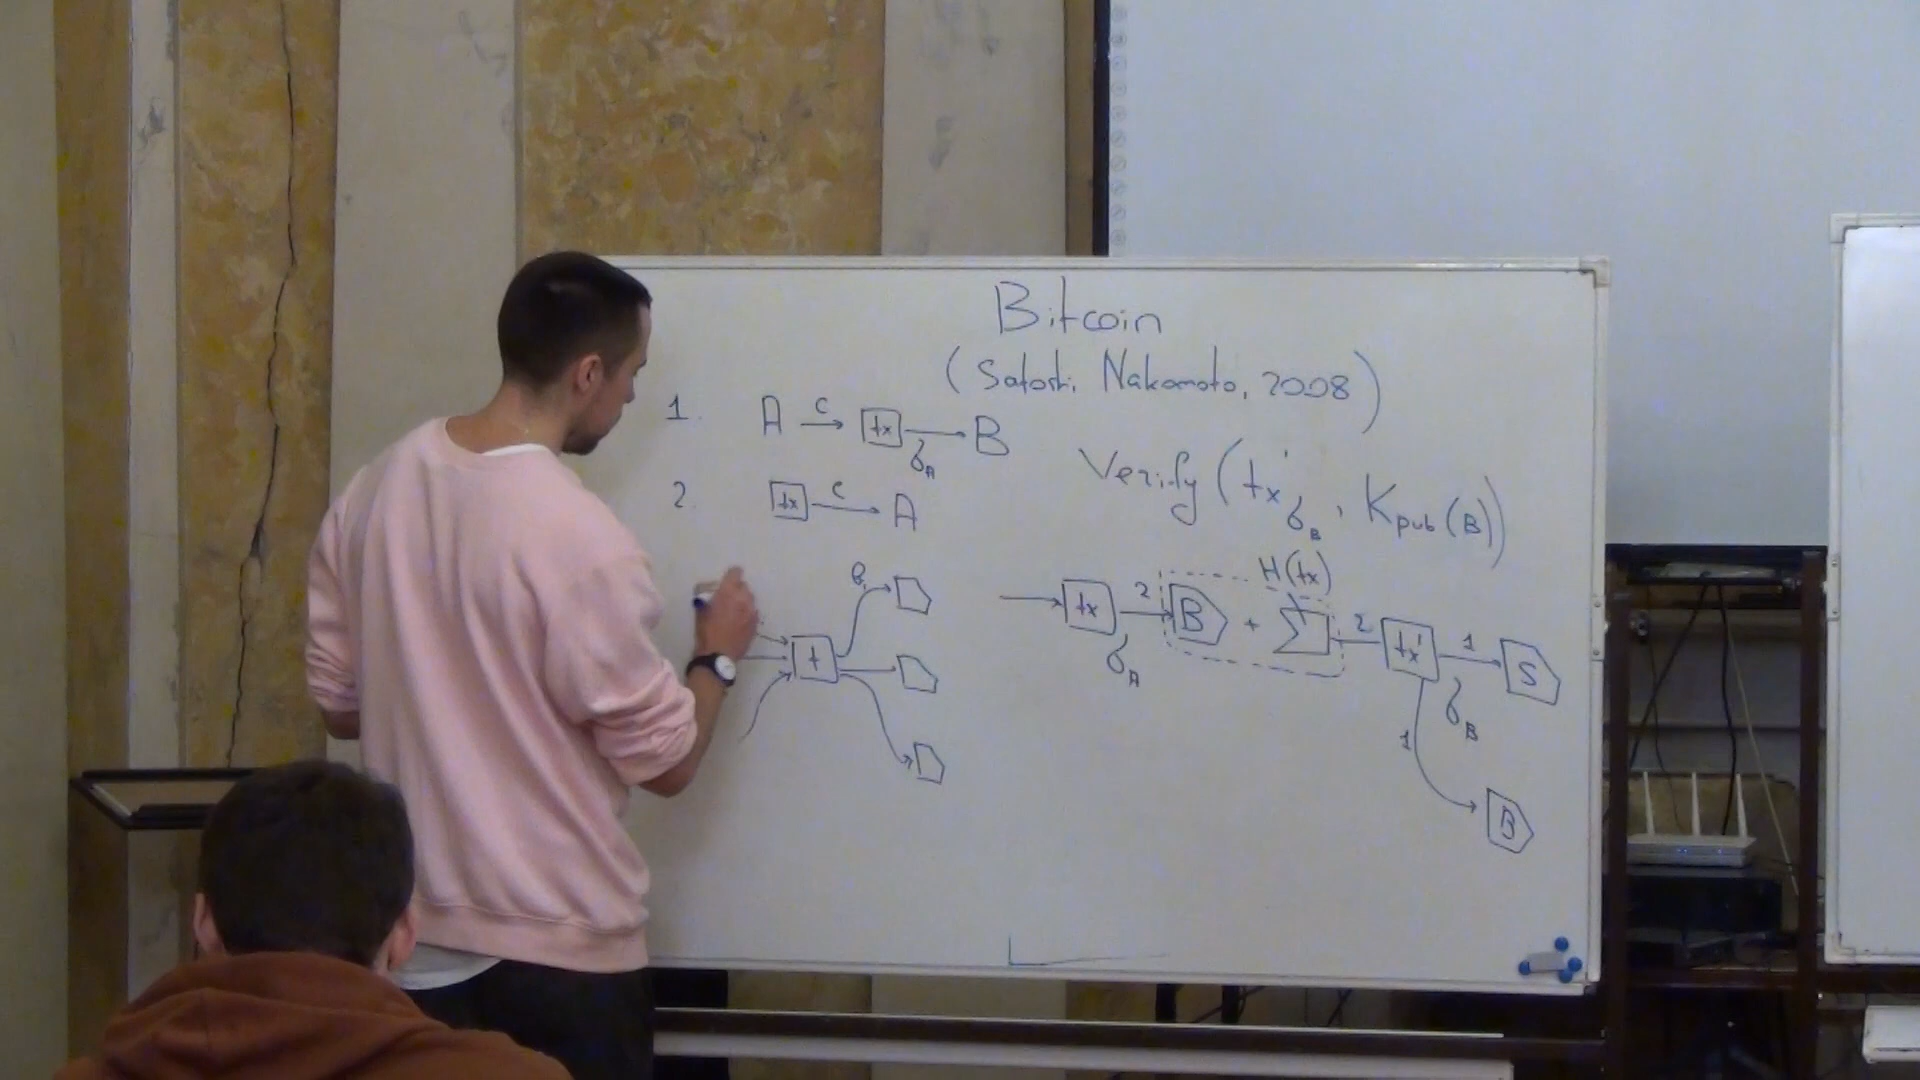 Bitcoin
(Satoshi Nakamoto, 2008)
1. A c tx σA B
Verify (tx'σB, Kpub(B))
2. tx c A
H(tx)
tx σA 2 B + Σ 2 tx' 1 S
σB
1 B
t